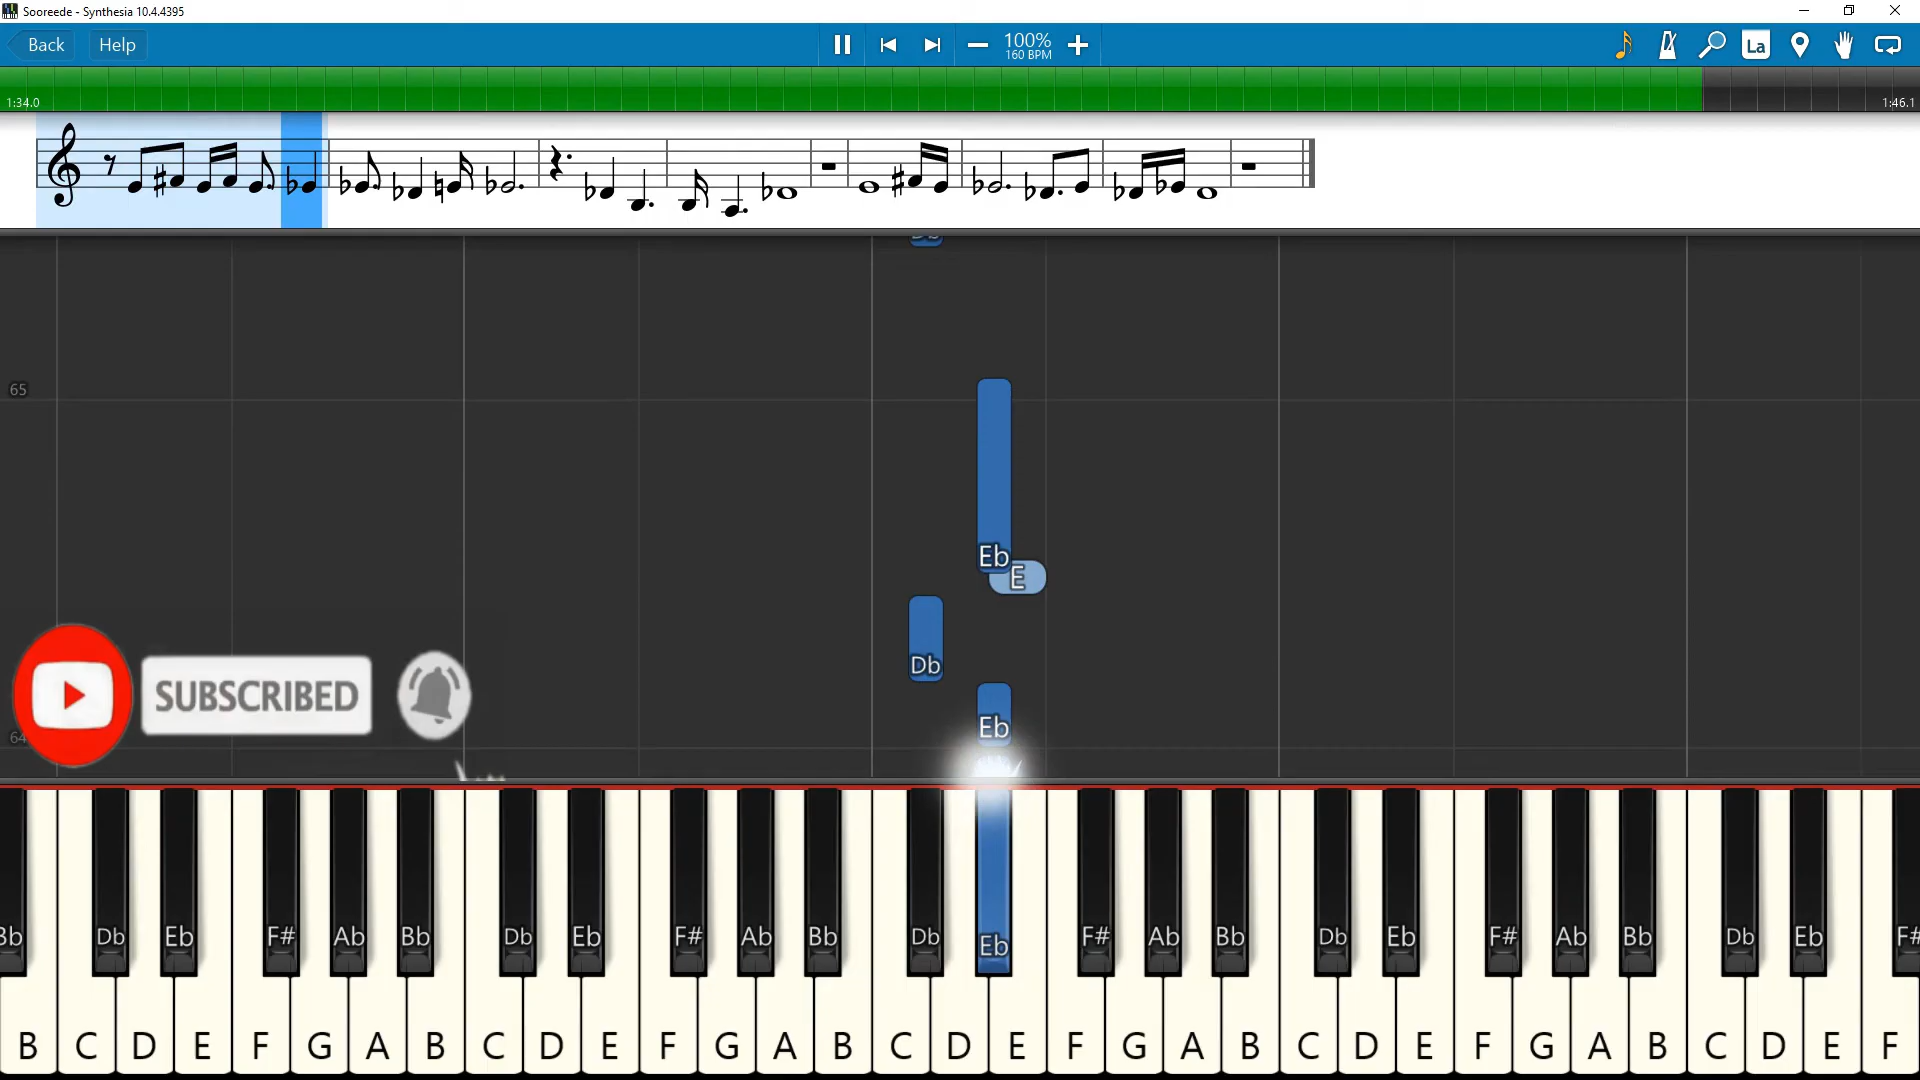 Sooreede - Synthesia 10.4.4395
Back Help 100%
160 BPM
La
1:34.0 1:46.1
Db
65
Eb
E
Db
SUBSCRIBED
Eb
64
Bb Db Eb F# Ab Bb Db Eb F# Ab Bb Db Eb F# Ab Bb Db Eb F# Ab Bb Db Eb F#
B C D E F G A B C D E F G A B C D E F G A B C D E F G A B C D E F